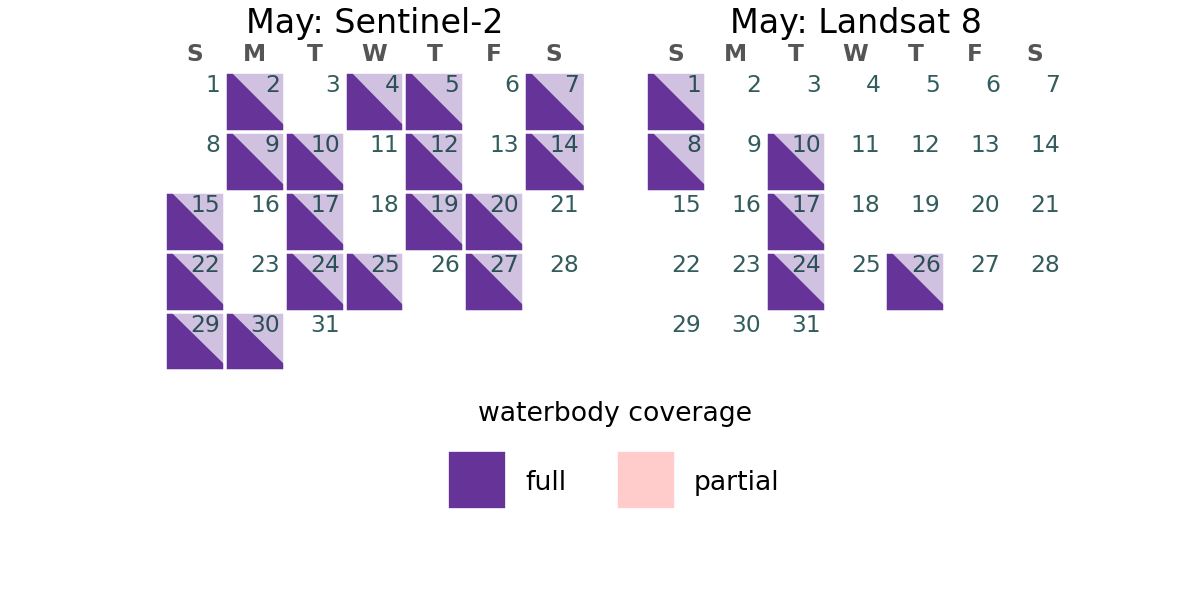 May: Sentinel-2
S M T W T F S
1 2 3 4 5 6 7
8 9 10 11 12 13 14
15 16 17 18 19 20 21
22 23 24 25 26 27 28
29 30 31
May: Landsat 8
S M T W T F S
1 2 3 4 5 6 7
8 9 10 11 12 13 14
15 16 17 18 19 20 21
22 23 24 25 26 27 28
29 30 31
waterbody coverage
full partial